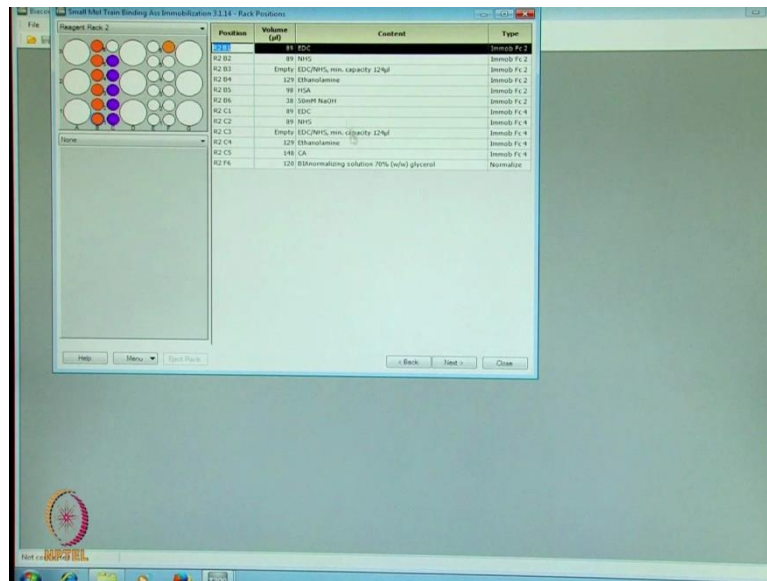 Small Mol Train Binding Ass Immobilization 3.1.14 - Rack Positions
File
Reagent Rack 2
None
Position Volume (µl) Content Type
R2 B1 89 EDC Immob Fc 2
R2 B2 89 NHS Immob Fc 2
R2 B3 Empty EDC/NHS, min. capacity 124µl Immob Fc 2
R2 B4 129 Ethanolamine Immob Fc 2
R2 B5 98 HSA Immob Fc 2
R2 B6 38 50mM NaOH Immob Fc 2
R2 C1 89 EDC Immob Fc 4
R2 C2 89 NHS Immob Fc 4
R2 C3 Empty EDC/NHS, min. capacity 124µl Immob Fc 4
R2 C4 129 Ethanolamine Immob Fc 4
R2 C5 148 CA Immob Fc 4
R2 F6 120 BIAnormalizing solution 70% (w/w) glycerol Normalize
Help Menu Eject Rack < Back Next > Close
NPTEL